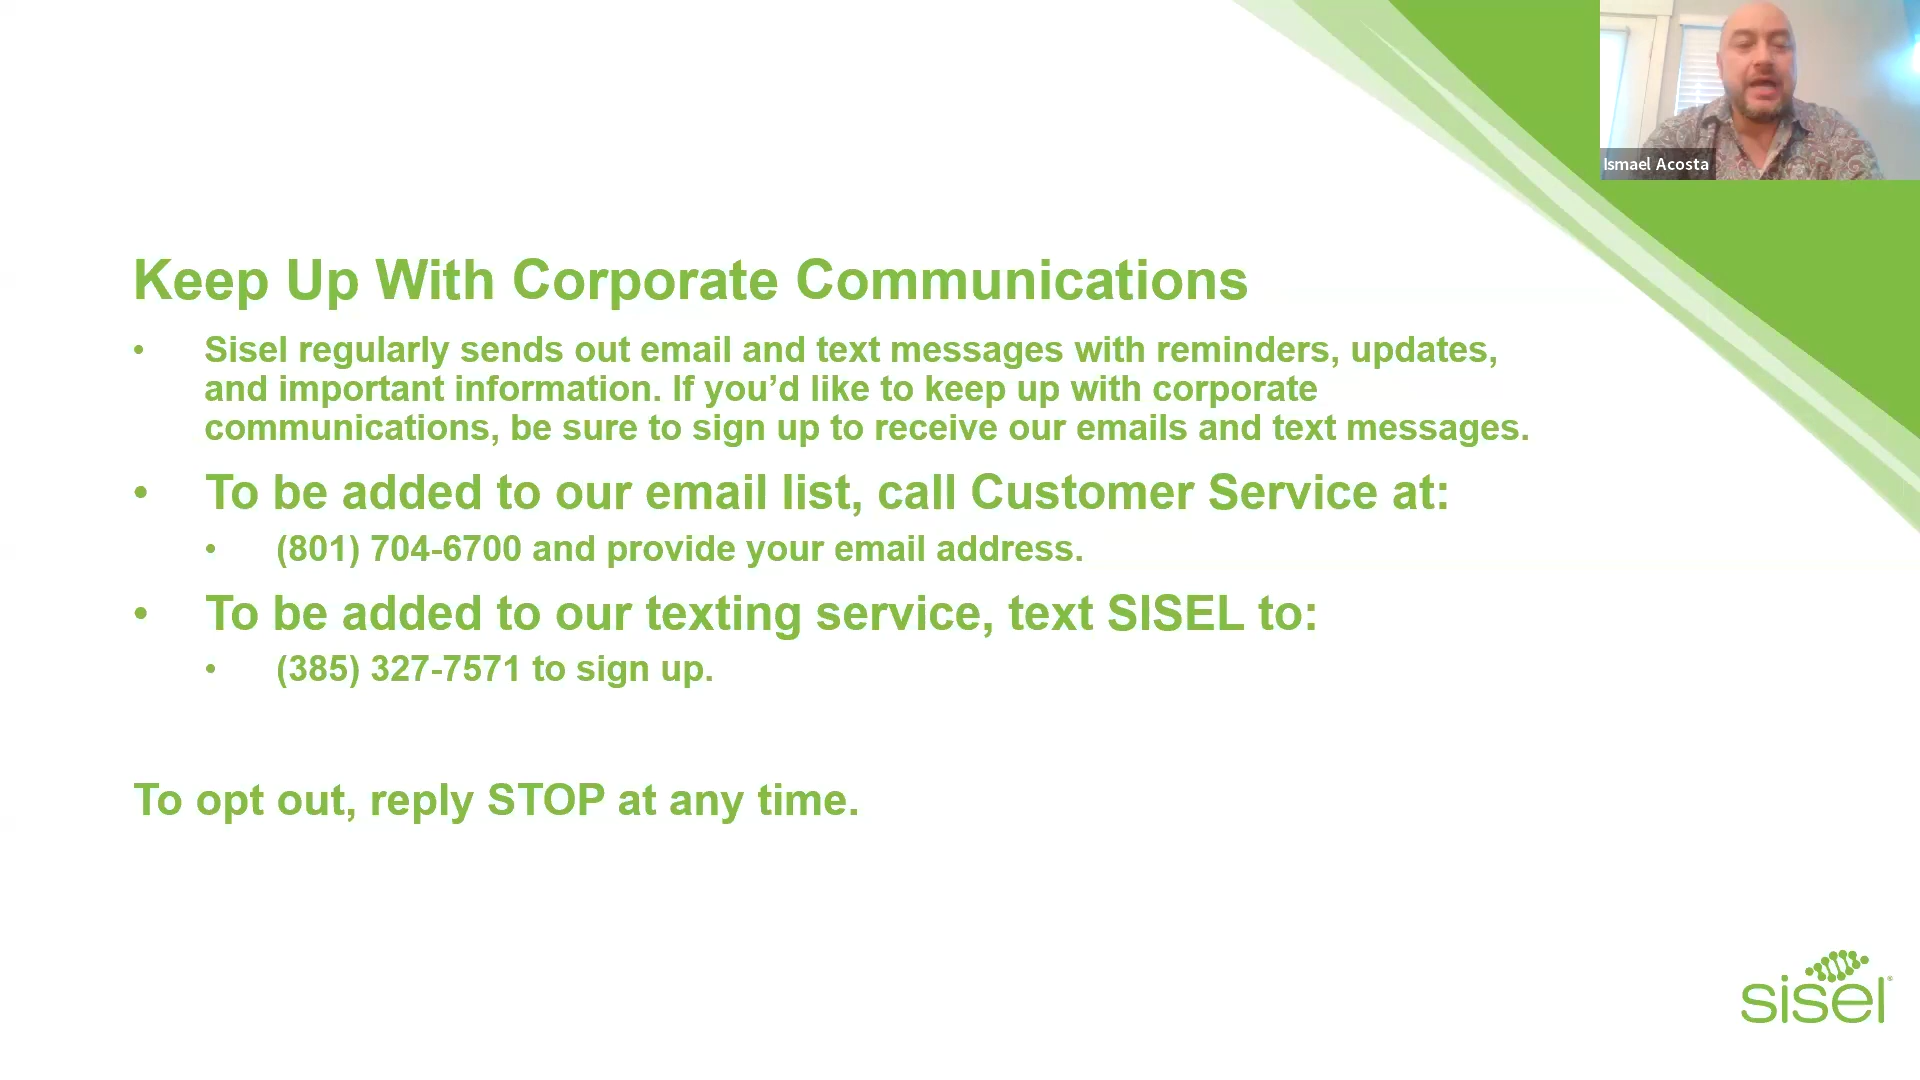 Ismael Acosta
Keep Up With Corporate Communications
• Sisel regularly sends out email and text messages with reminders, updates,
and important information. If you’d like to keep up with corporate
communications, be sure to sign up to receive our emails and text messages.
• To be added to our email list, call Customer Service at:
• (801) 704-6700 and provide your email address.
• To be added to our texting service, text SISEL to:
• (385) 327-7571 to sign up.
To opt out, reply STOP at any time.
sisel®